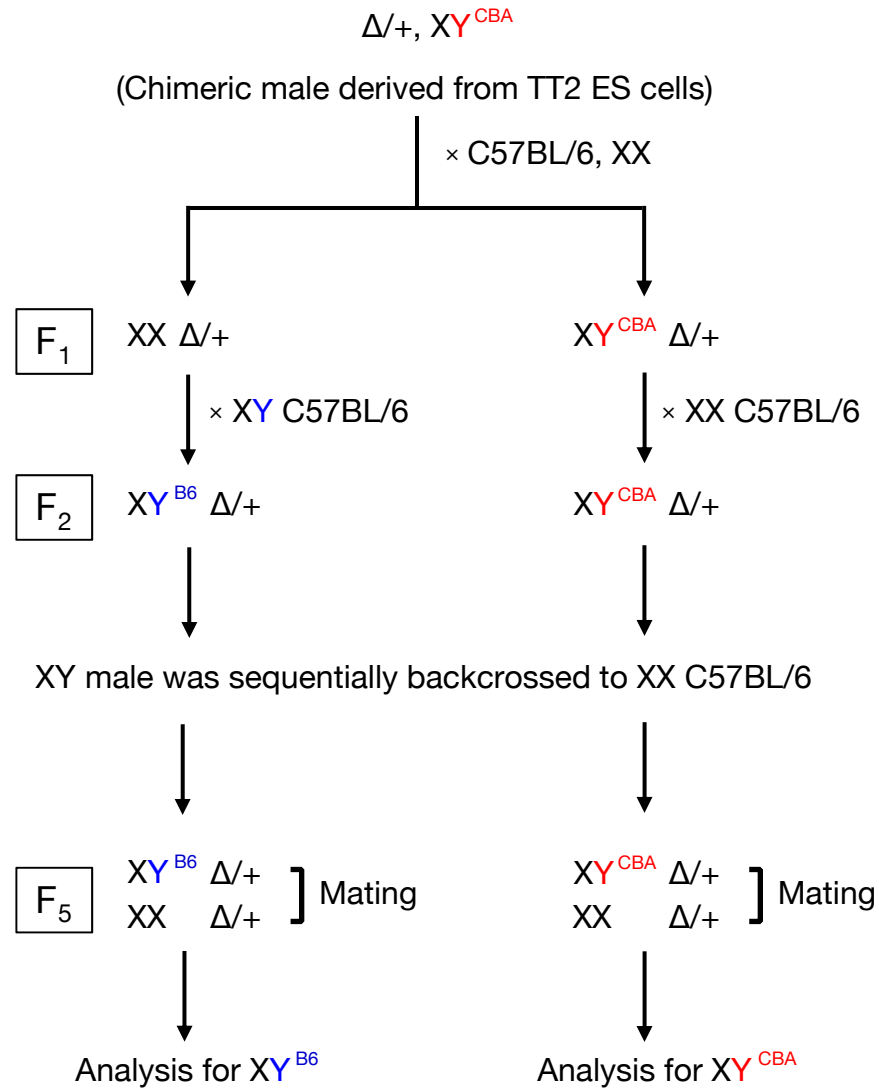 Δ/+, XY^CBA
(Chimeric male derived from TT2 ES cells)
× C57BL/6, XX
F₁ XX Δ/+ XY^CBA Δ/+
× XY C57BL/6 × XX C57BL/6
F₂ XY^B6 Δ/+ XY^CBA Δ/+
XY male was sequentially backcrossed to XX C57BL/6
XY^B6 Δ/+ XY^CBA Δ/+
F₅ ] Mating ] Mating
XX Δ/+ XX Δ/+
Analysis for XY^B6 Analysis for XY^CBA